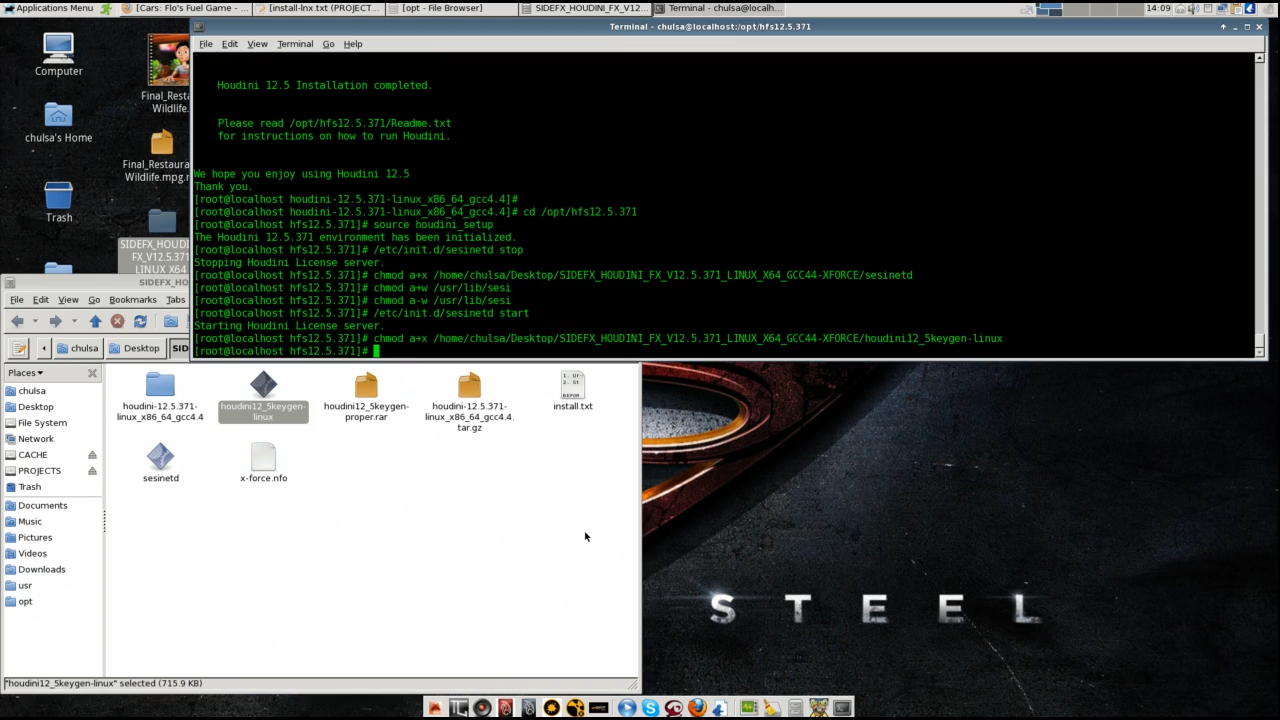 Applications Menu
[Cars: Flo's Fuel Game - ...
[install-lnx.txt (PROJECT...
[opt - File Browser]
SIDEFX_HOUDINI_FX_V12...
Terminal - chulsa@localh...
14:09
Terminal - chulsa@localhost:/opt/hfs12.5.371
File Edit View Terminal Go Help
Houdini 12.5 Installation completed.
Please read /opt/hfs12.5.371/Readme.txt
for instructions on how to run Houdini.
We hope you enjoy using Houdini 12.5
Thank you.
[root@localhost houdini-12.5.371-linux_x86_64_gcc4.4]#
[root@localhost houdini-12.5.371-linux_x86_64_gcc4.4]# cd /opt/hfs12.5.371
[root@localhost hfs12.5.371]# source houdini_setup
The Houdini 12.5.371 environment has been initialized.
[root@localhost hfs12.5.371]# /etc/init.d/sesinetd stop
Stopping Houdini License server.
[root@localhost hfs12.5.371]# chmod a+x /home/chulsa/Desktop/SIDEFX_HOUDINI_FX_V12.5.371_LINUX_X64_GCC44-XFORCE/sesinetd
[root@localhost hfs12.5.371]# chmod a+w /usr/lib/sesi
[root@localhost hfs12.5.371]# chmod a-w /usr/lib/sesi
[root@localhost hfs12.5.371]# /etc/init.d/sesinetd start
Starting Houdini License server.
[root@localhost hfs12.5.371]# chmod a+x /home/chulsa/Desktop/SIDEFX_HOUDINI_FX_V12.5.371_LINUX_X64_GCC44-XFORCE/houdini12_5keygen-linux
[root@localhost hfs12.5.371]#
Computer
chulsa's Home
Trash
Final_Resta
Wildlife.
Final_Restaura
Wildlife.mpg.r
SIDEFX_HOUDI
FX_V12.5.371
LINUX_X64
SIDEFX_HO
File Edit View Go Bookmarks Tabs
chulsa
Desktop
SID
Places
chulsa
Desktop
File System
Network
CACHE
PROJECTS
Trash
Documents
Music
Pictures
Videos
Downloads
usr
opt
houdini-12.5.371-
linux_x86_64_gcc4.4
houdini12_5keygen-
linux
houdini12_5keygen-
proper.rar
houdini-12.5.371-
linux_x86_64_gcc4.4.
tar.gz
install.txt
sesinetd
x-force.nfo
"houdini12_5keygen-linux" selected (715.9 KB)
STEEL